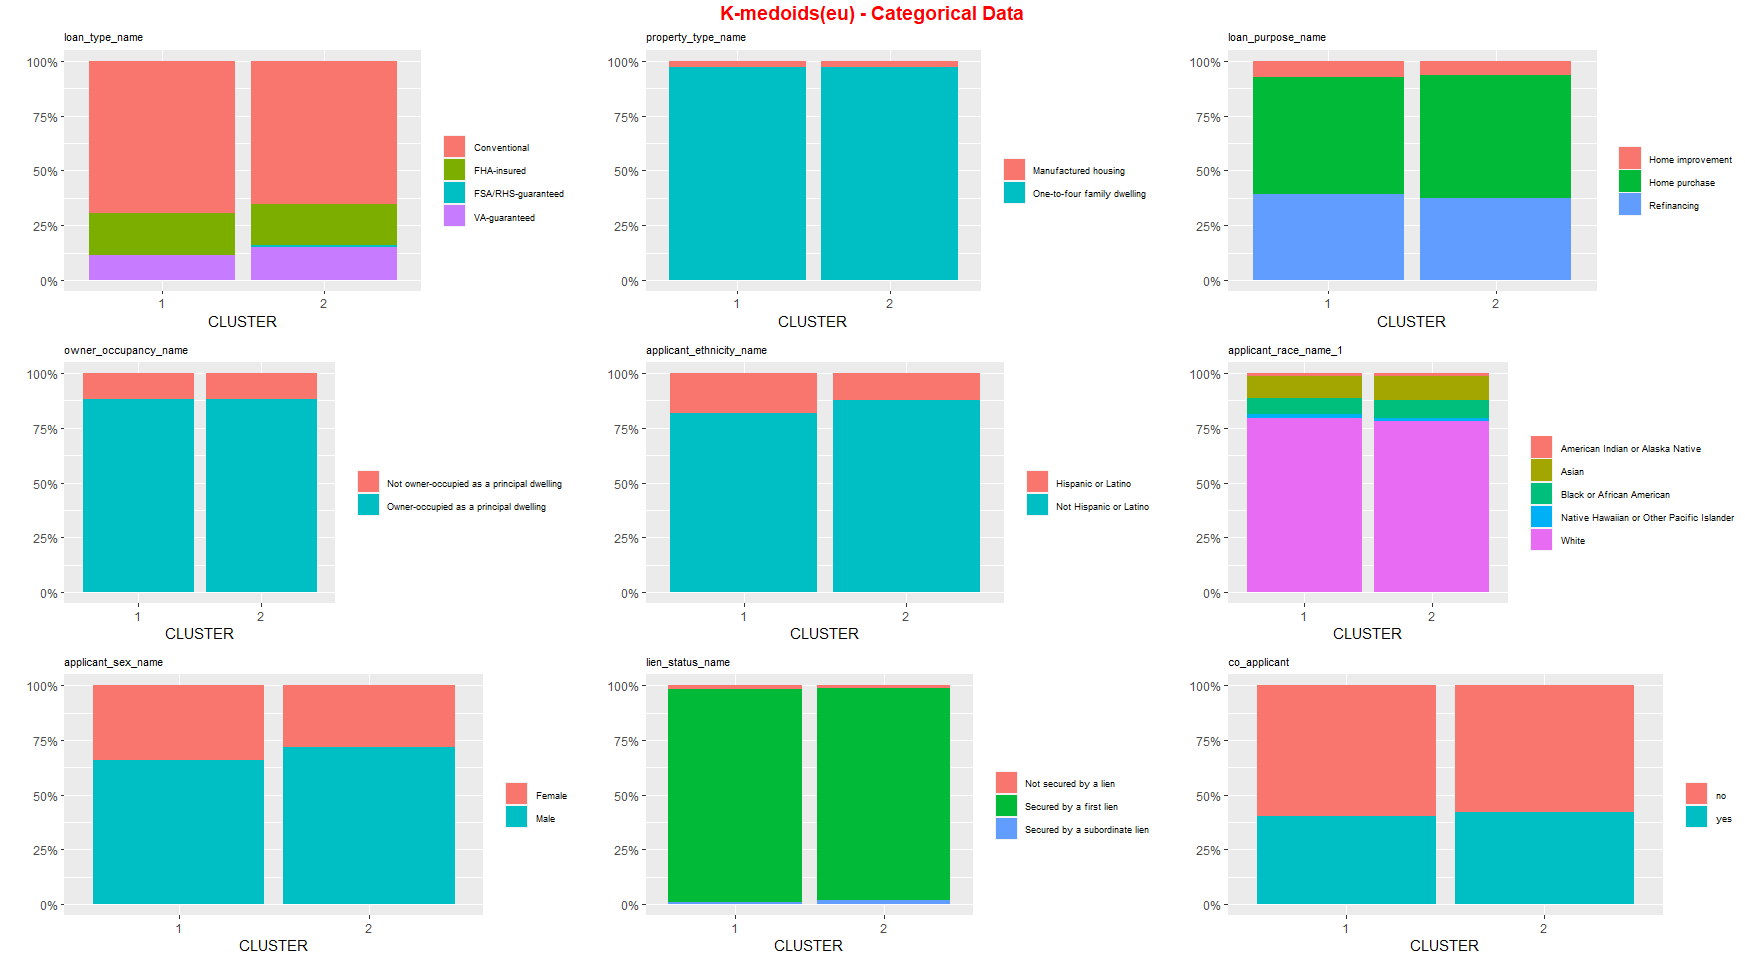 K-medoids(eu) - Categorical Data
loan_type_name
100%
75%
50%
25%
0%
1 2
CLUSTER
Conventional
FHA-insured
FSA/RHS-guaranteed
VA-guaranteed
property_type_name
100%
75%
50%
25%
0%
1 2
CLUSTER
Manufactured housing
One-to-four family dwelling
loan_purpose_name
100%
75%
50%
25%
0%
1 2
CLUSTER
Home improvement
Home purchase
Refinancing
owner_occupancy_name
100%
75%
50%
25%
0%
1 2
CLUSTER
Not owner-occupied as a principal dwelling
Owner-occupied as a principal dwelling
applicant_ethnicity_name
100%
75%
50%
25%
0%
1 2
CLUSTER
Hispanic or Latino
Not Hispanic or Latino
applicant_race_name_1
100%
75%
50%
25%
0%
1 2
CLUSTER
American Indian or Alaska Native
Asian
Black or African American
Native Hawaiian or Other Pacific Islander
White
applicant_sex_name
100%
75%
50%
25%
0%
1 2
CLUSTER
Female
Male
lien_status_name
100%
75%
50%
25%
0%
1 2
CLUSTER
Not secured by a lien
Secured by a first lien
Secured by a subordinate lien
co_applicant
100%
75%
50%
25%
0%
1 2
CLUSTER
no
yes